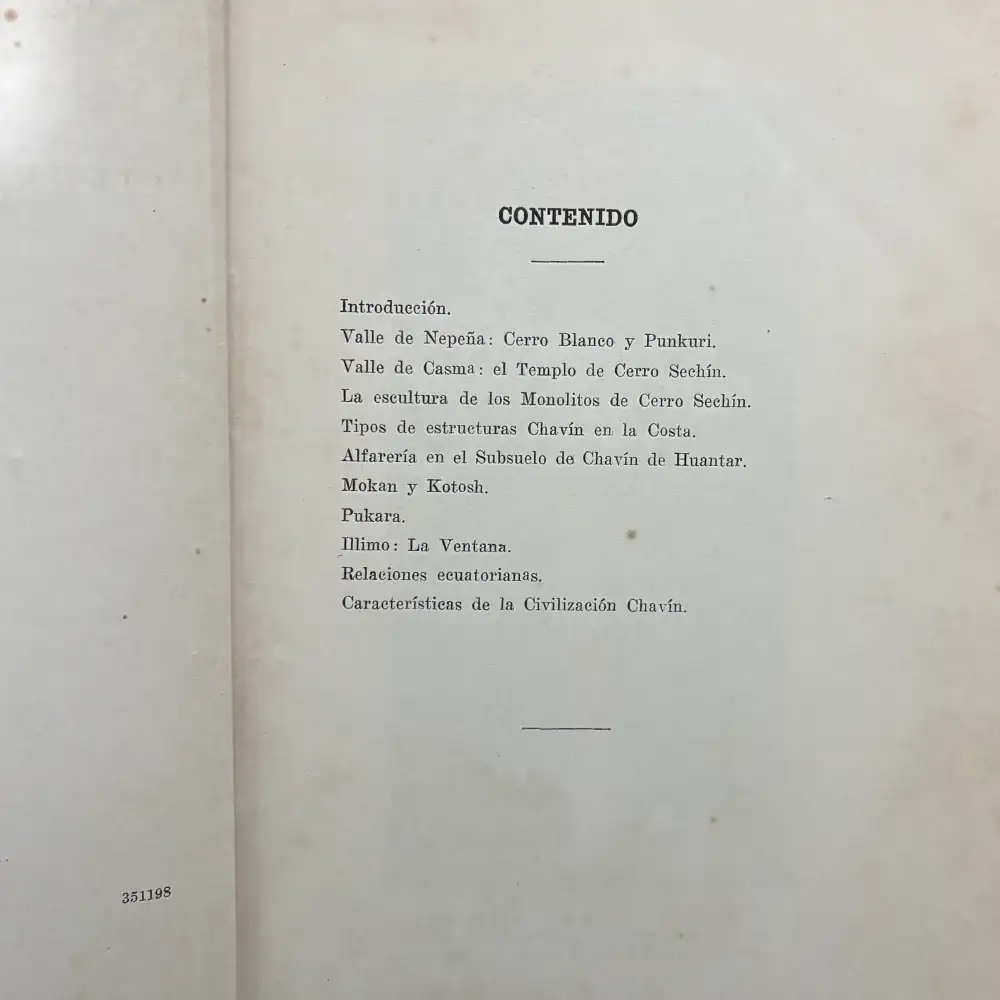 351198
CONTENIDO
Introducción.
Valle de Nepeña: Cerro Blanco y Punkuri.
Valle de Casma: el Templo de Cerro Sechín.
La escultura de los Monolitos de Cerro Sechín.
Tipos de estructuras Chavín en la Costa.
Alfarería en el Subsuelo de Chavín de Huantar.
Mokan y Kotosh.
Pukara.
Illimo: La Ventana.
Relaciones ecuatorianas.
Características de la Civilización Chavín.